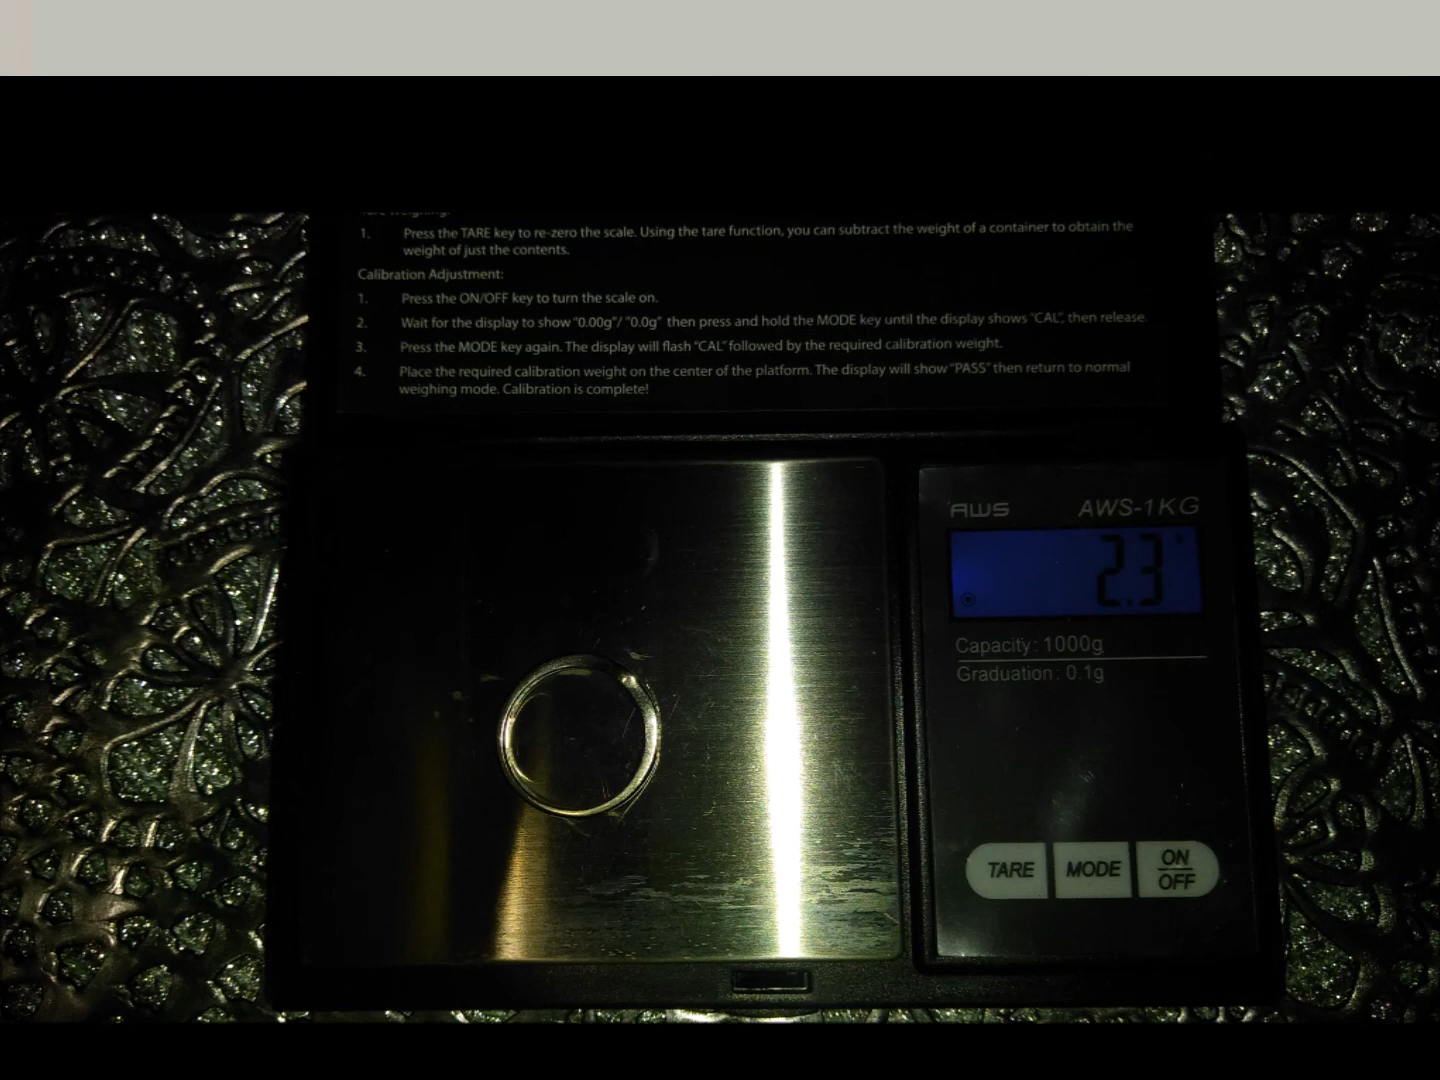 1. Press the TARE key to re-zero the scale. Using the tare function, you can subtract the weight of a container to obtain the
weight of just the contents.
Calibration Adjustment:
1. Press the ON/OFF key to turn the scale on.
2. Wait for the display to show "0.00g"/ "0.0g" then press and hold the MODE key until the display shows "CAL", then release.
3. Press the MODE key again. The display will flash "CAL" followed by the required calibration weight.
4. Place the required calibration weight on the center of the platform. The display will show "PASS" then return to normal
weighing mode. Calibration is complete!
AWS AWS-1KG
2.3
Capacity: 1000g
Graduation: 0.1g
TARE MODE ON
OFF